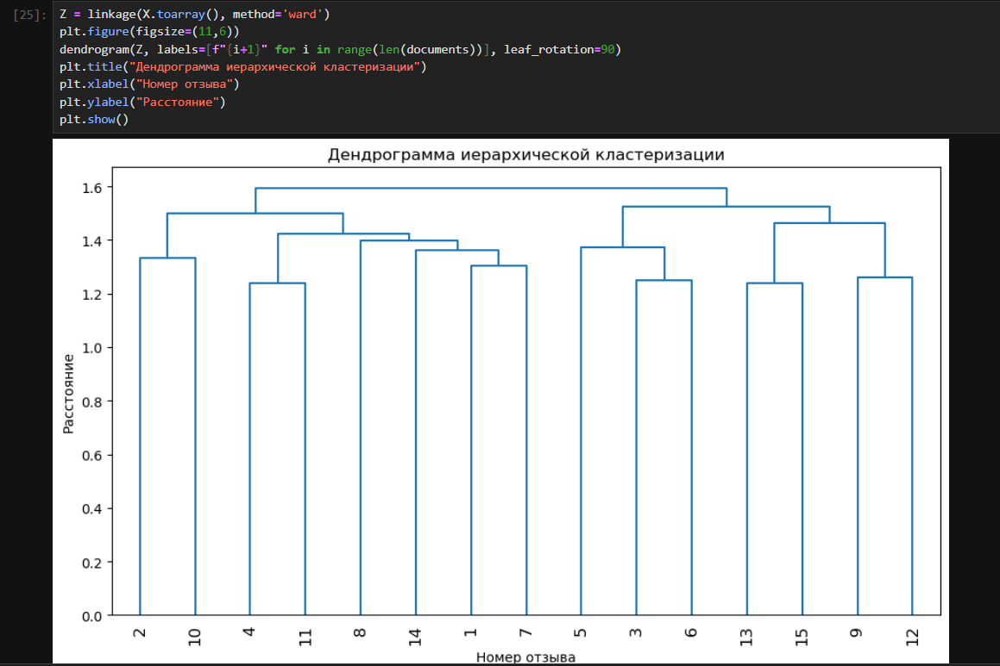 [25]:
Z = linkage(X.toarray(), method='ward')
plt.figure(figsize=(11,6))
dendrogram(Z, labels=[f"{i+1}" for i in range(len(documents))], leaf_rotation=90)
plt.title("Дендрограмма иерархической кластеризации")
plt.xlabel("Номер отзыва")
plt.ylabel("Расстояние")
plt.show()
Дендрограмма иерархической кластеризации
1.6
1.4
1.2
1.0
0.8
0.6
0.4
0.2
0.0
Расстояние
2 10 4 11 8 14 1 7 5 3 6 13 15 9 12
Номер отзыва